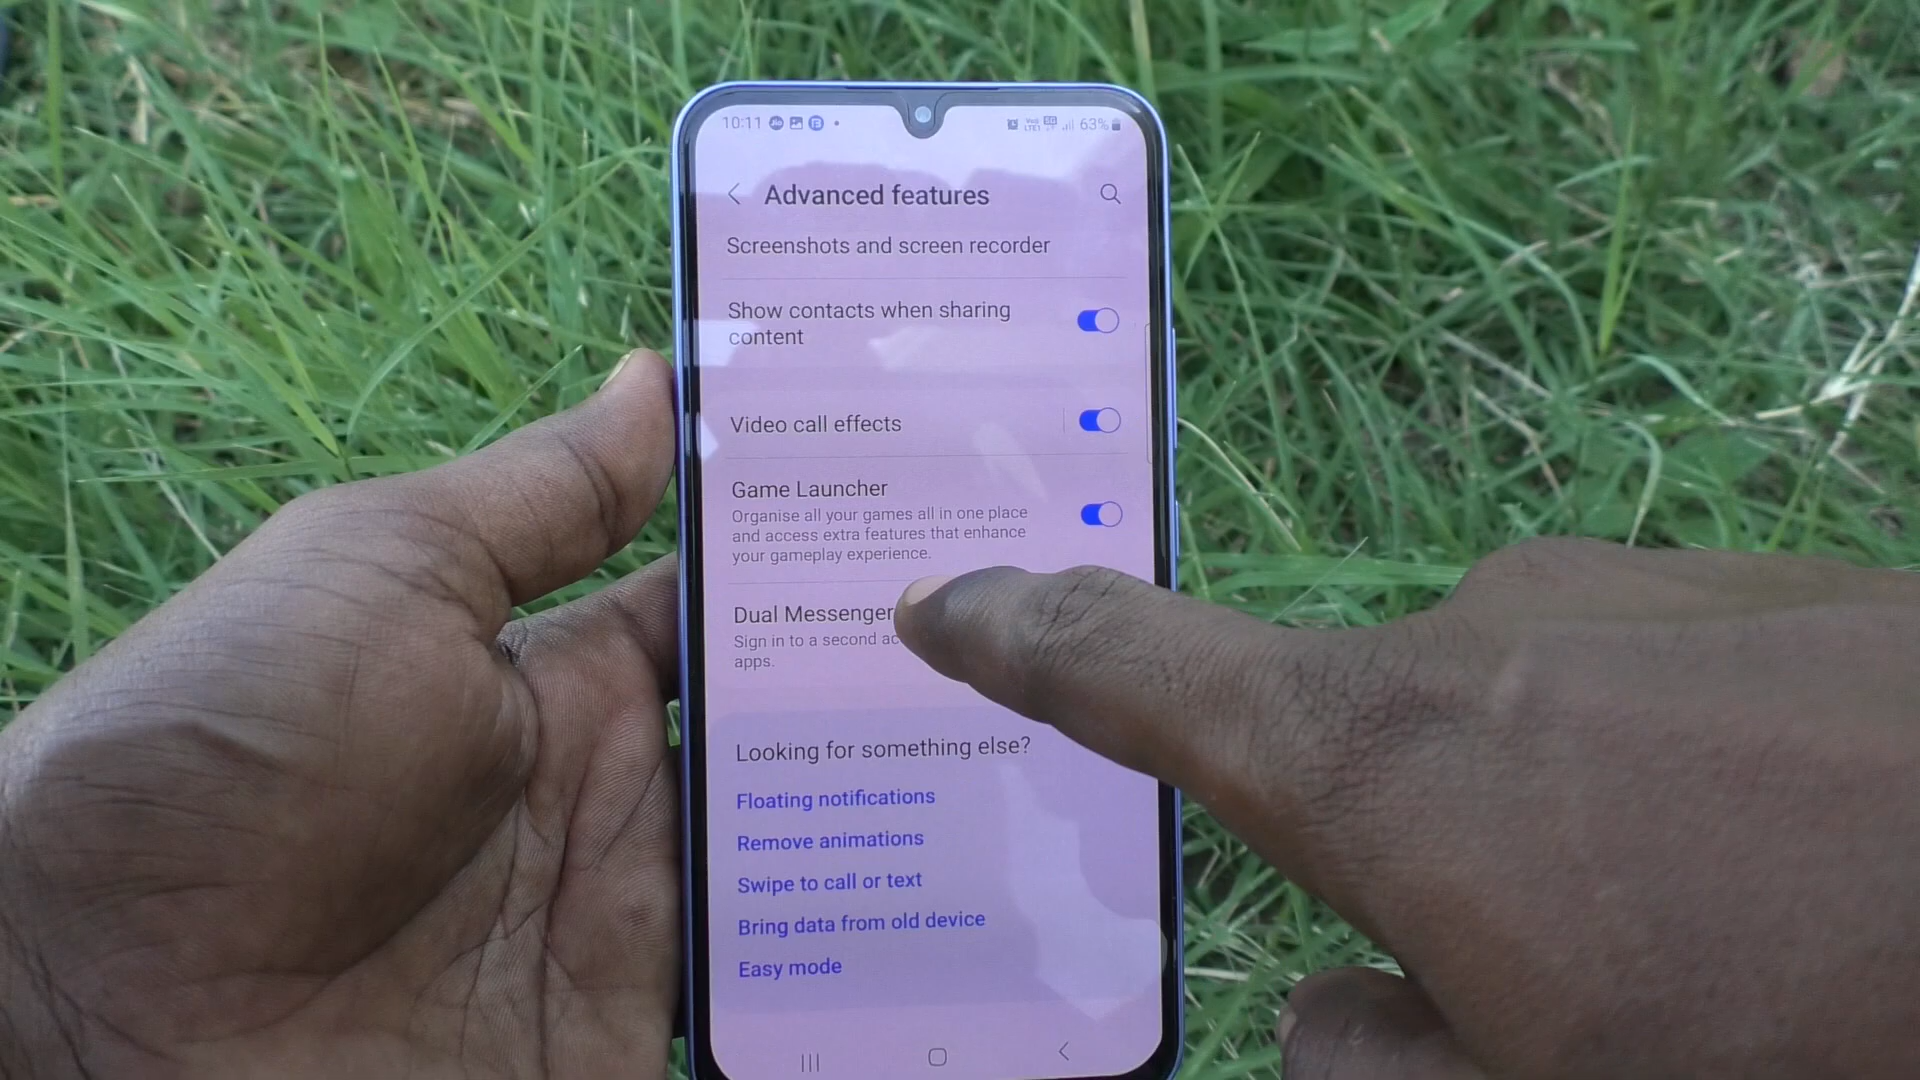 10:11 63%
Advanced features
Screenshots and screen recorder
Show contacts when sharing
content
Video call effects
Game Launcher
Organise all your games all in one place
and access extra features that enhance
your gameplay experience.
Dual Messenger
Sign in to a second
apps.
Looking for something else?
Floating notifications
Remove animations
Swipe to call or text
Bring data from old device
Easy mode